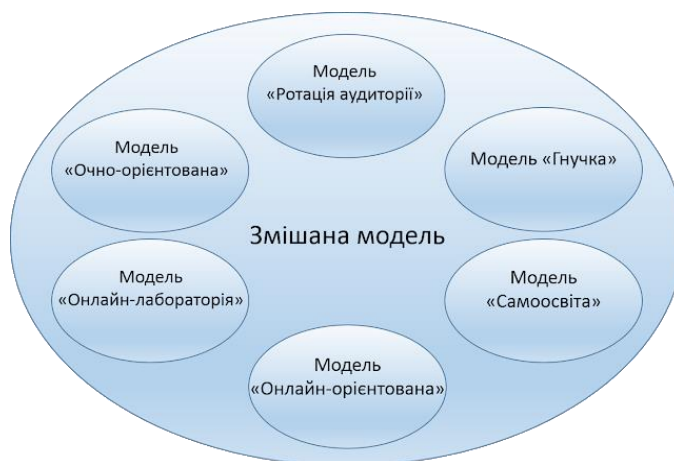 Модель
«Ротація аудиторії»
Модель
«Очно-орієнтована»
Модель «Гнучка»
Змішана модель
Модель
«Онлайн-лабораторія»
Модель
«Самоосвіта»
Модель
«Онлайн-орієнтована»